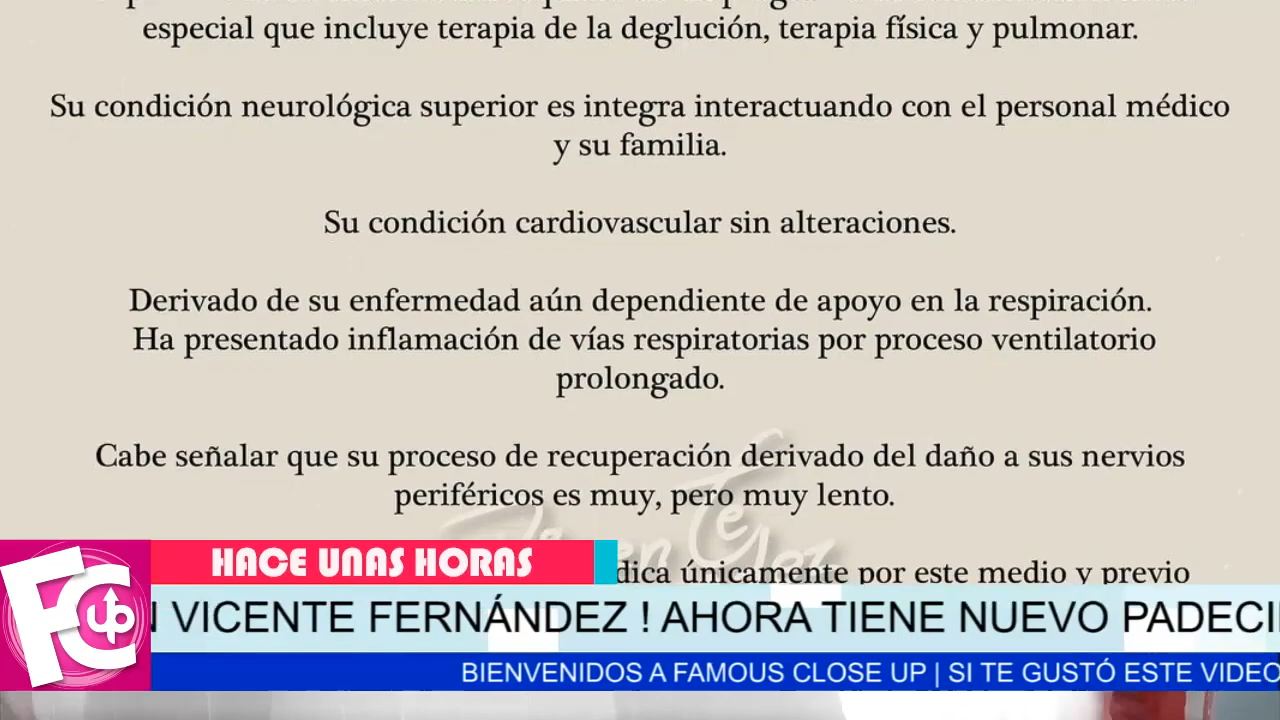 especial que incluye terapia de la deglución, terapia física y pulmonar.
Su condición neurológica superior es integra interactuando con el personal médico
y su familia.
Su condición cardiovascular sin alteraciones.
Derivado de su enfermedad aún dependiente de apoyo en la respiración.
Ha presentado inflamación de vías respiratorias por proceso ventilatorio
prolongado.
Cabe señalar que su proceso de recuperación derivado del daño a sus nervios
periféricos es muy, pero muy lento.
únicamente por este medio y previo
HACE UNAS HORAS
FC up
VICENTE FERNÁNDEZ ! AHORA TIENE NUEVO
BIENVENIDOS A FAMOUS CLOSE UP | SI TE GUSTÓ ESTE VIDEO